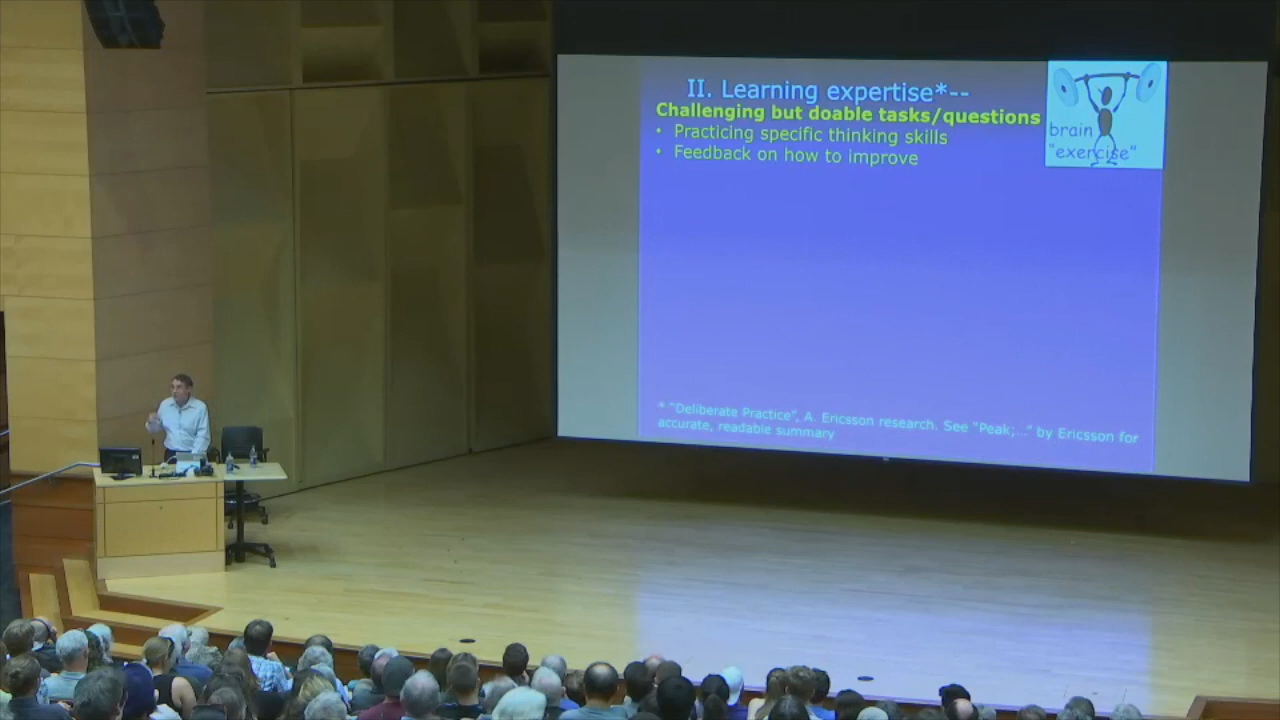 II. Learning expertise*--
Challenging but doable tasks/questions
• Practicing specific thinking skills
• Feedback on how to improve
brain
"exercise"
* "Deliberate Practice", A. Ericsson research. See "Peak;..." by Ericsson for
accurate, readable summary